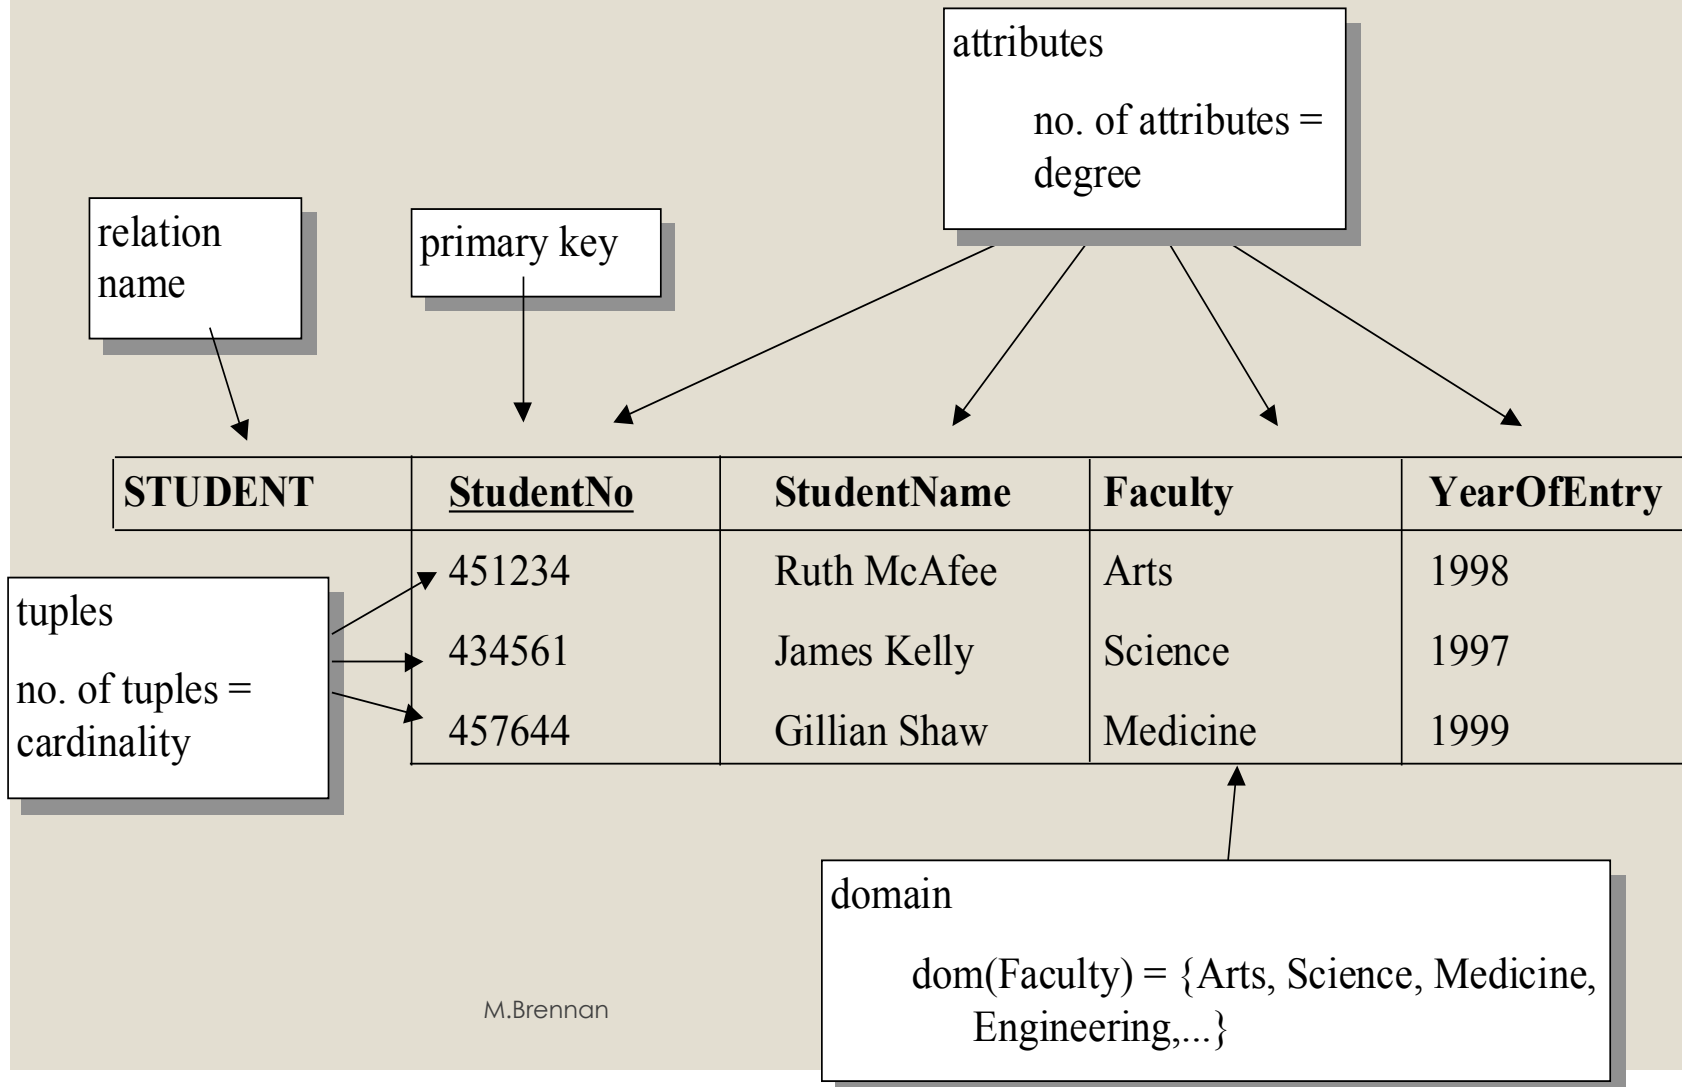 attributes
no. of attributes =
degree
relation
name
primary key
STUDENT StudentNo StudentName Faculty YearOfEntry
451234 Ruth McAfee Arts 1998
434561 James Kelly Science 1997
457644 Gillian Shaw Medicine 1999
tuples
no. of tuples =
cardinality
domain
dom(Faculty) = {Arts, Science, Medicine,
Engineering,...}
M.Brennan